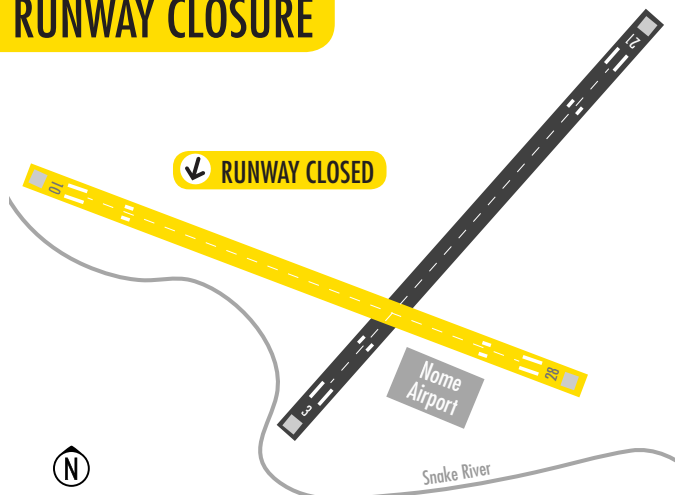 RUNWAY CLOSURE
21
RUNWAY CLOSED
10
28
Nome
Airport
3
N
Snake River